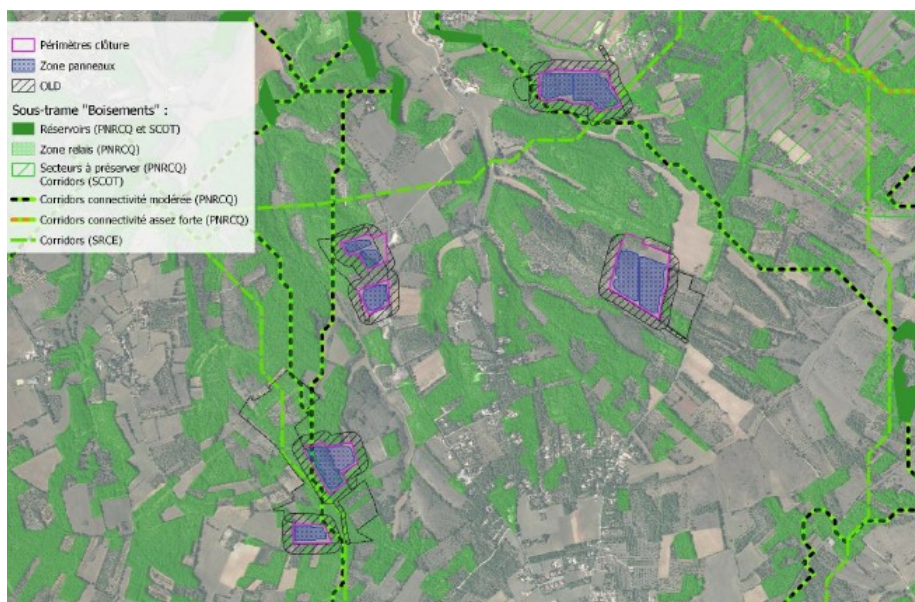 Périmètres clôture
Zone panneaux
OLD
Sous-trame "Boisements" :
Réservoirs (PNRCQ et SCOT)
Zone relais (PNRCQ)
Secteurs à préserver (PNRCQ)
Corridors (SCOT)
Corridors connectivité modérée (PNRCQ)
Corridors connectivité assez forte (PNRCQ)
Corridors (SRCE)